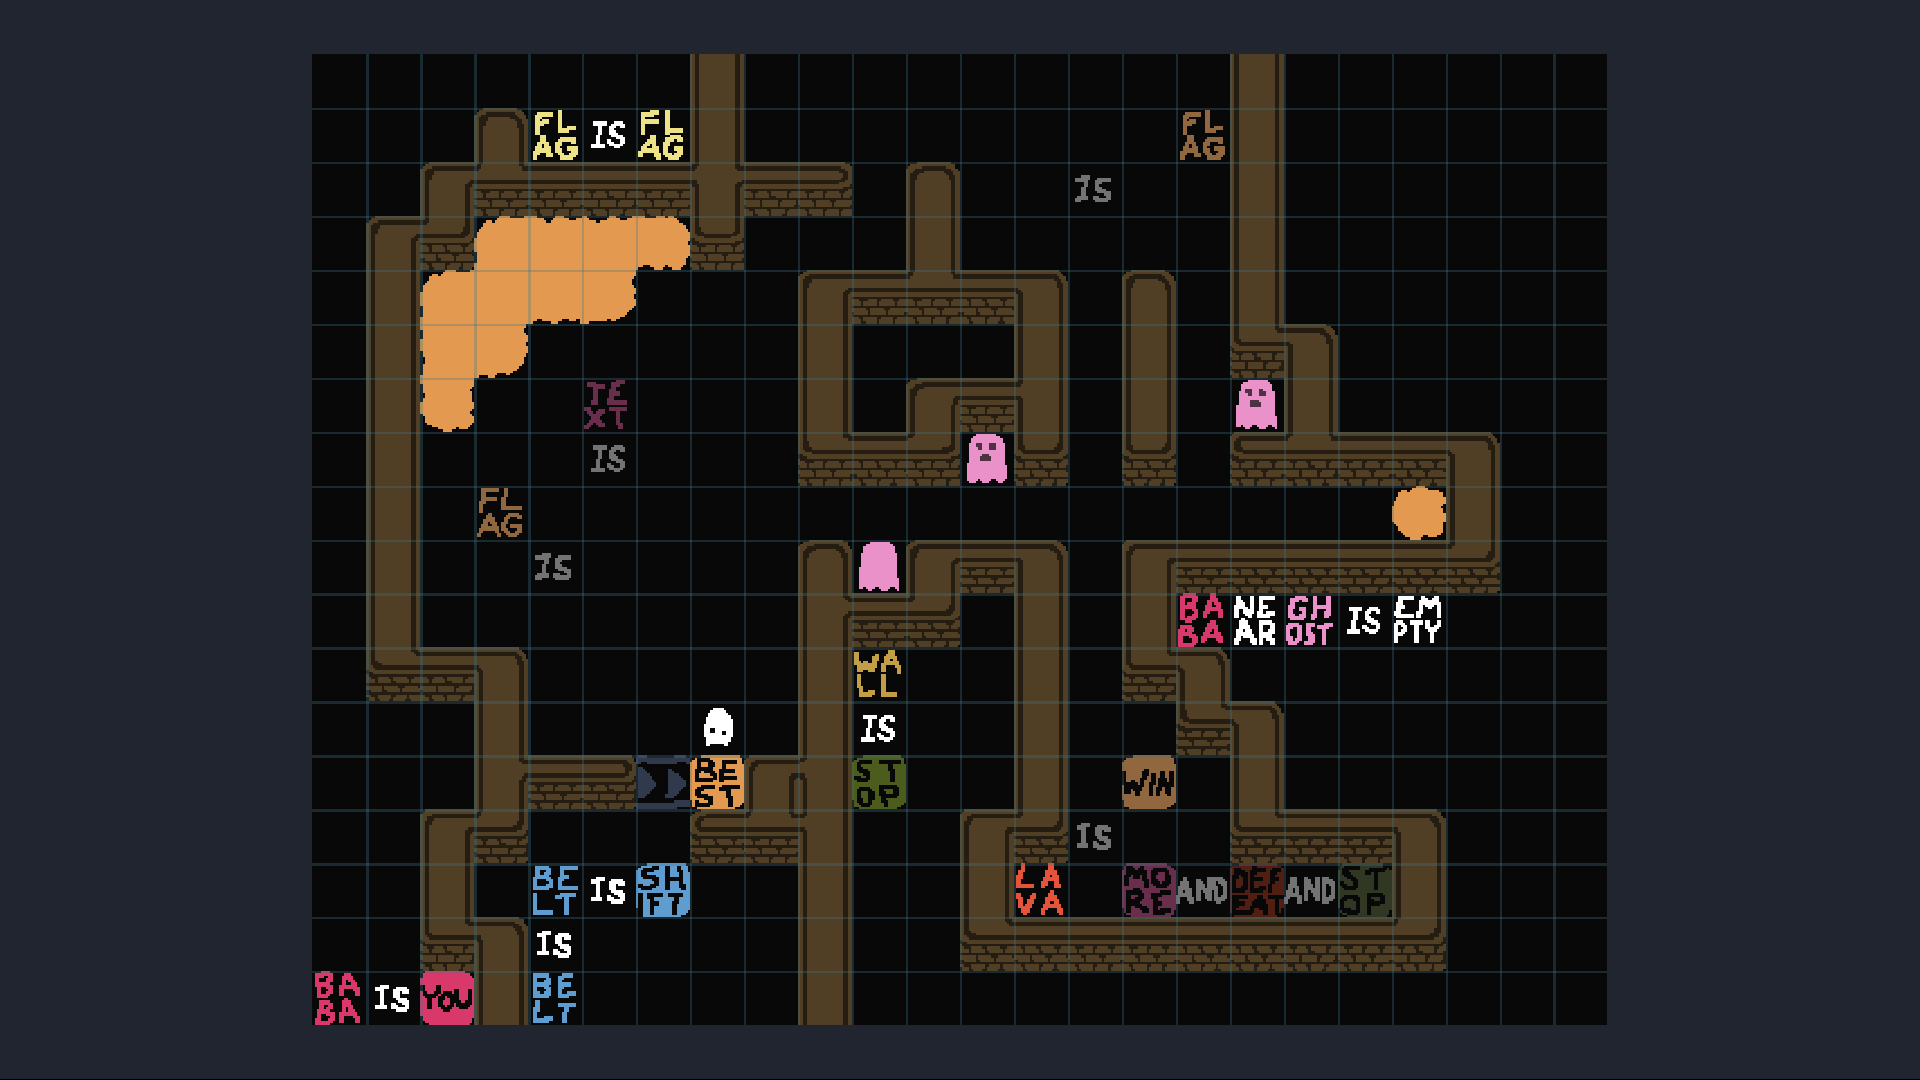 FLAG IS FLAG
FLAG
IS
TEXT
IS
FLAG
IS
BABA NEAR GHOST IS EMPTY
WALL
IS
BEST
STOP
WIN
IS
BELT IS SHIFT
LAVA
MORE AND DEFEAT AND STOP
IS
BABA IS YOU
BELT